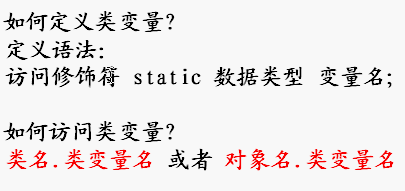 如何定义类变量?
定义语法:
访问修饰符 static 数据类型 变量名;
如何访问类变量?
类名.类变量名 或者 对象名.类变量名